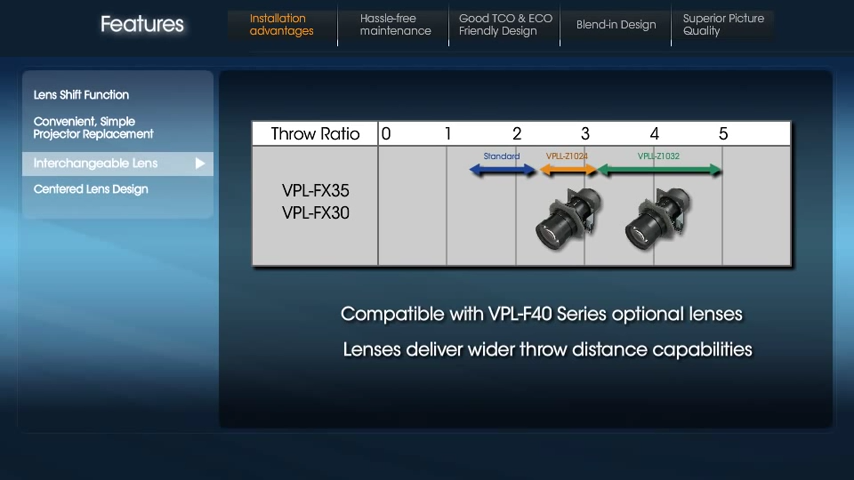 Features
Installation
advantages
Hassle-free
maintenance
Good TCO & ECO
Friendly Design
Blend-in Design
Superior Picture
Quality
Lens Shift Function
Convenient, Simple
Projector Replacement
Interchangeable Lens
Centered Lens Design
Throw Ratio 0 1 2 3 4 5
Standard VPLL-Z1024 VPLL-Z1032
VPL-FX35
VPL-FX30
Compatible with VPL-F40 Series optional lenses
Lenses deliver wider throw distance capabilities